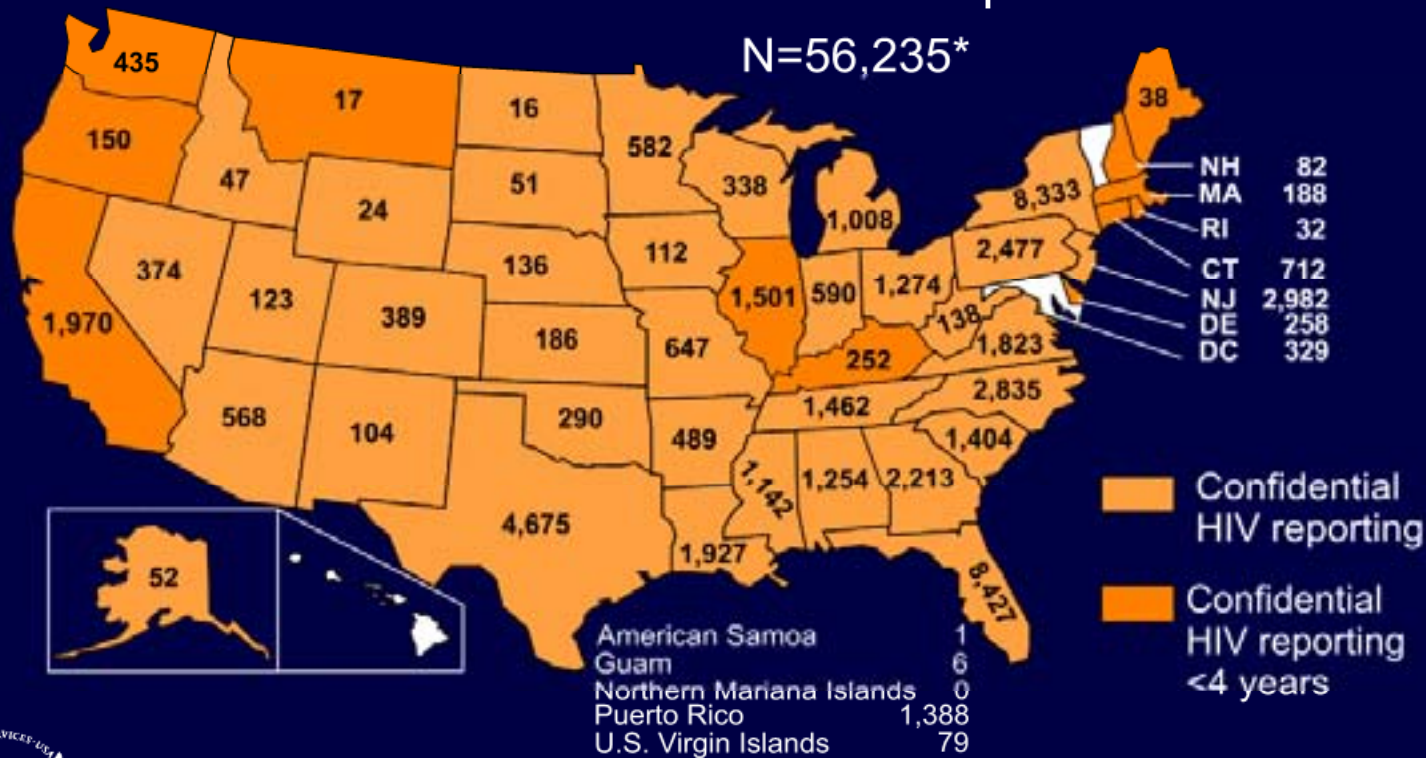 N=56,235*
435
17
16
38
150
47
24
51
582
338
1,008
8,333
NH 82
MA 188
RI 32
CT 712
NJ 2,982
DE 258
DC 329
374
123
389
136
112
1,501
590
1,274
2,477
138
1,823
1,970
186
647
252
2,835
568
104
290
489
1,462
1,404
1,142
1,254
2,213
4,675
1,927
8,427
52
Confidential
HIV reporting
Confidential
HIV reporting
<4 years
American Samoa 1
Guam 6
Northern Mariana Islands 0
Puerto Rico 1,388
U.S. Virgin Islands 79